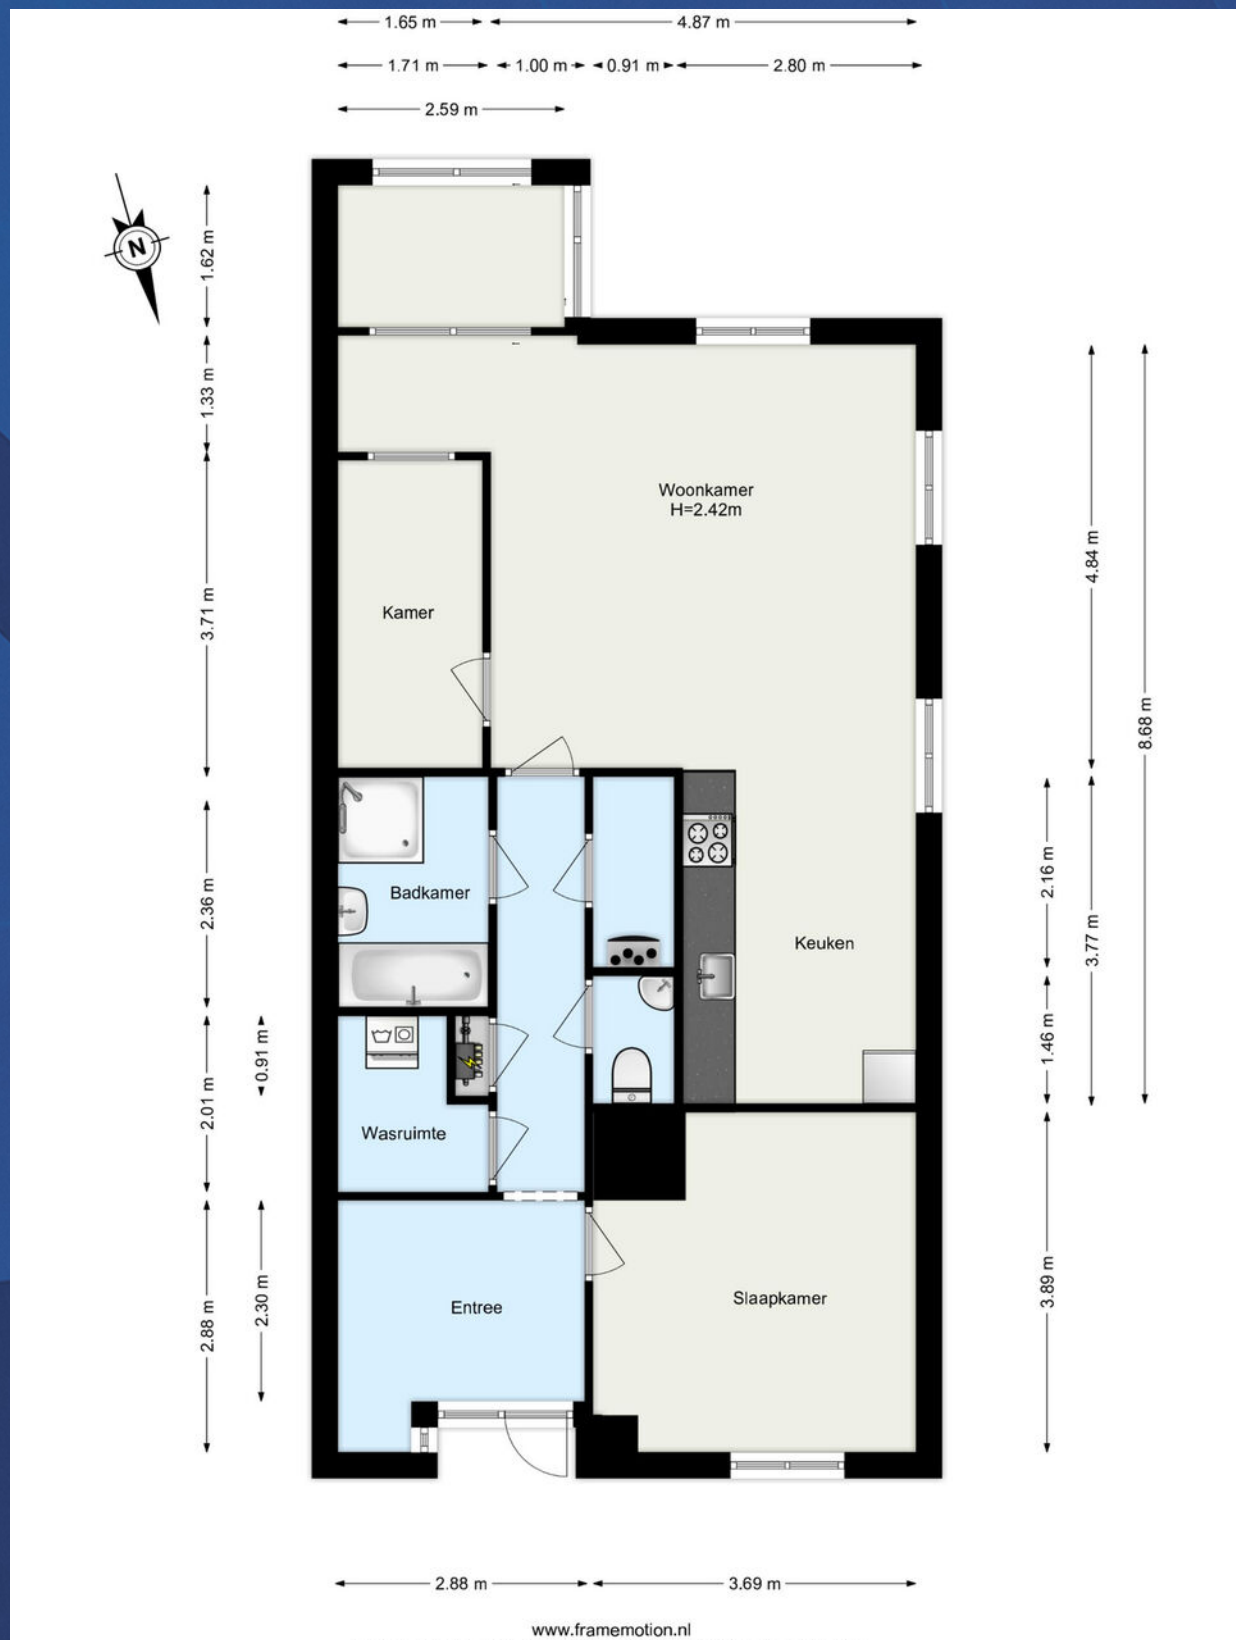 1.65 m
4.87 m
1.71 m
1.00 m
0.91 m
2.80 m
2.59 m
N
1.62 m
1.33 m
3.71 m
2.36 m
2.01 m
0.91 m
2.88 m
2.30 m
Woonkamer
H=2.42m
Kamer
Badkamer
Keuken
Wasruimte
Entree
Slaapkamer
4.84 m
8.68 m
2.16 m
3.77 m
1.46 m
3.89 m
2.88 m
3.69 m
www.framemotion.nl